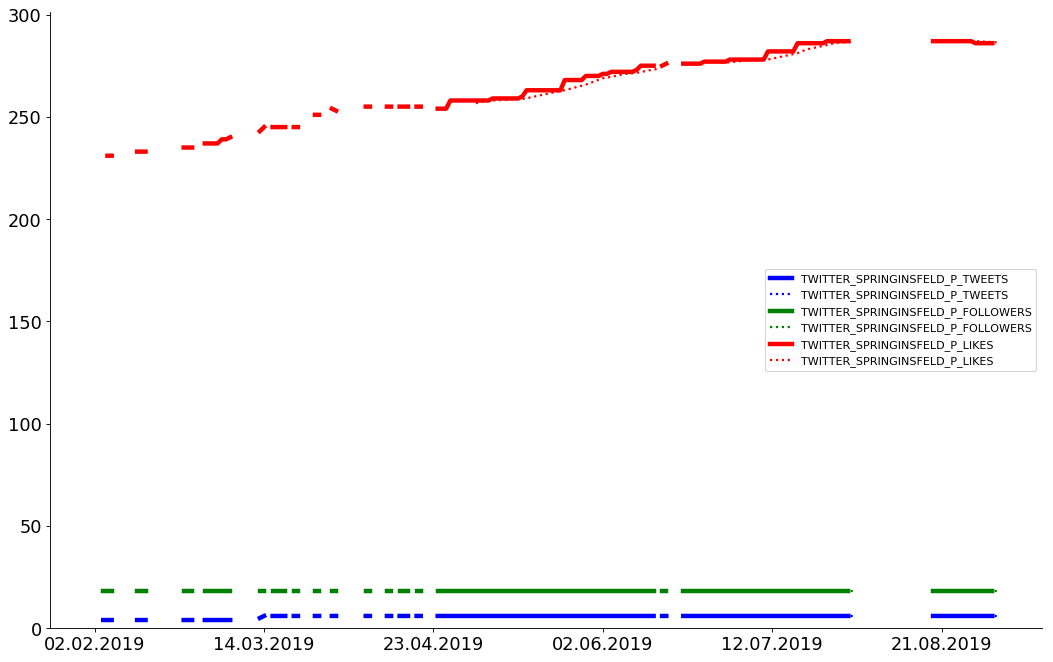 300
250
200
150
100
50
0
02.02.2019 14.03.2019 23.04.2019 02.06.2019 12.07.2019 21.08.2019
TWITTER_SPRINGINSFELD_P_TWEETS
TWITTER_SPRINGINSFELD_P_TWEETS
TWITTER_SPRINGINSFELD_P_FOLLOWERS
TWITTER_SPRINGINSFELD_P_FOLLOWERS
TWITTER_SPRINGINSFELD_P_LIKES
TWITTER_SPRINGINSFELD_P_LIKES